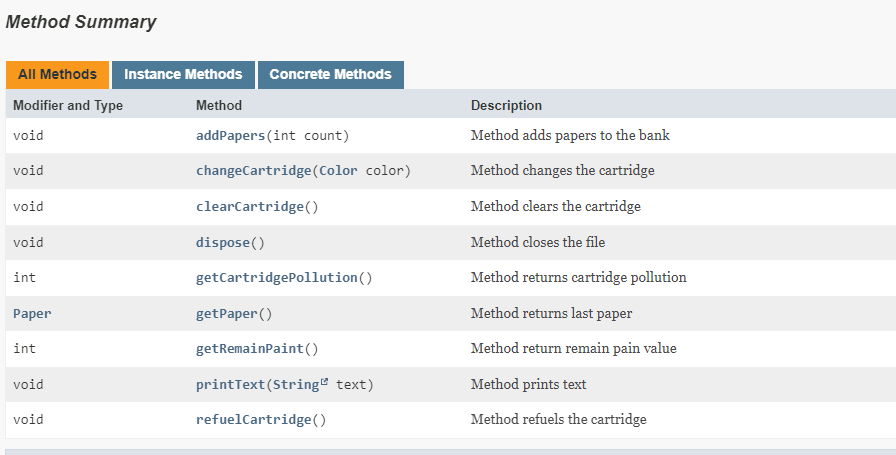 Method Summary
All Methods Instance Methods Concrete Methods
Modifier and Type Method Description
void addPapers(int count) Method adds papers to the bank
void changeCartridge(Color color) Method changes the cartridge
void clearCartridge() Method clears the cartridge
void dispose() Method closes the file
int getCartridgePollution() Method returns cartridge pollution
Paper getPaper() Method returns last paper
int getRemainPaint() Method return remain pain value
void printText(String text) Method prints text
void refuelCartridge() Method refuels the cartridge